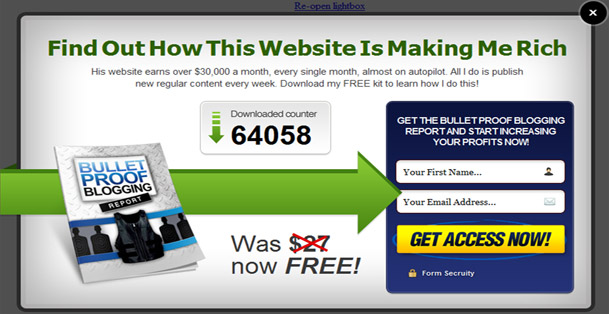 Re-open lightbox
Find Out How This Website Is Making Me Rich
His website earns over $30,000 a month, every single month, almost on autopilot. All I do is publish
new regular content every week. Download my FREE kit to learn how I do this!
Downloaded counter
64058
BULLET
PROOF
BLOGGING
REPORT
Was $27
now FREE!
GET THE BULLET PROOF BLOGGING
REPORT AND START INCREASING
YOUR PROFITS NOW!
Your First Name...
Your Email Address...
GET ACCESS NOW!
Form Secruity